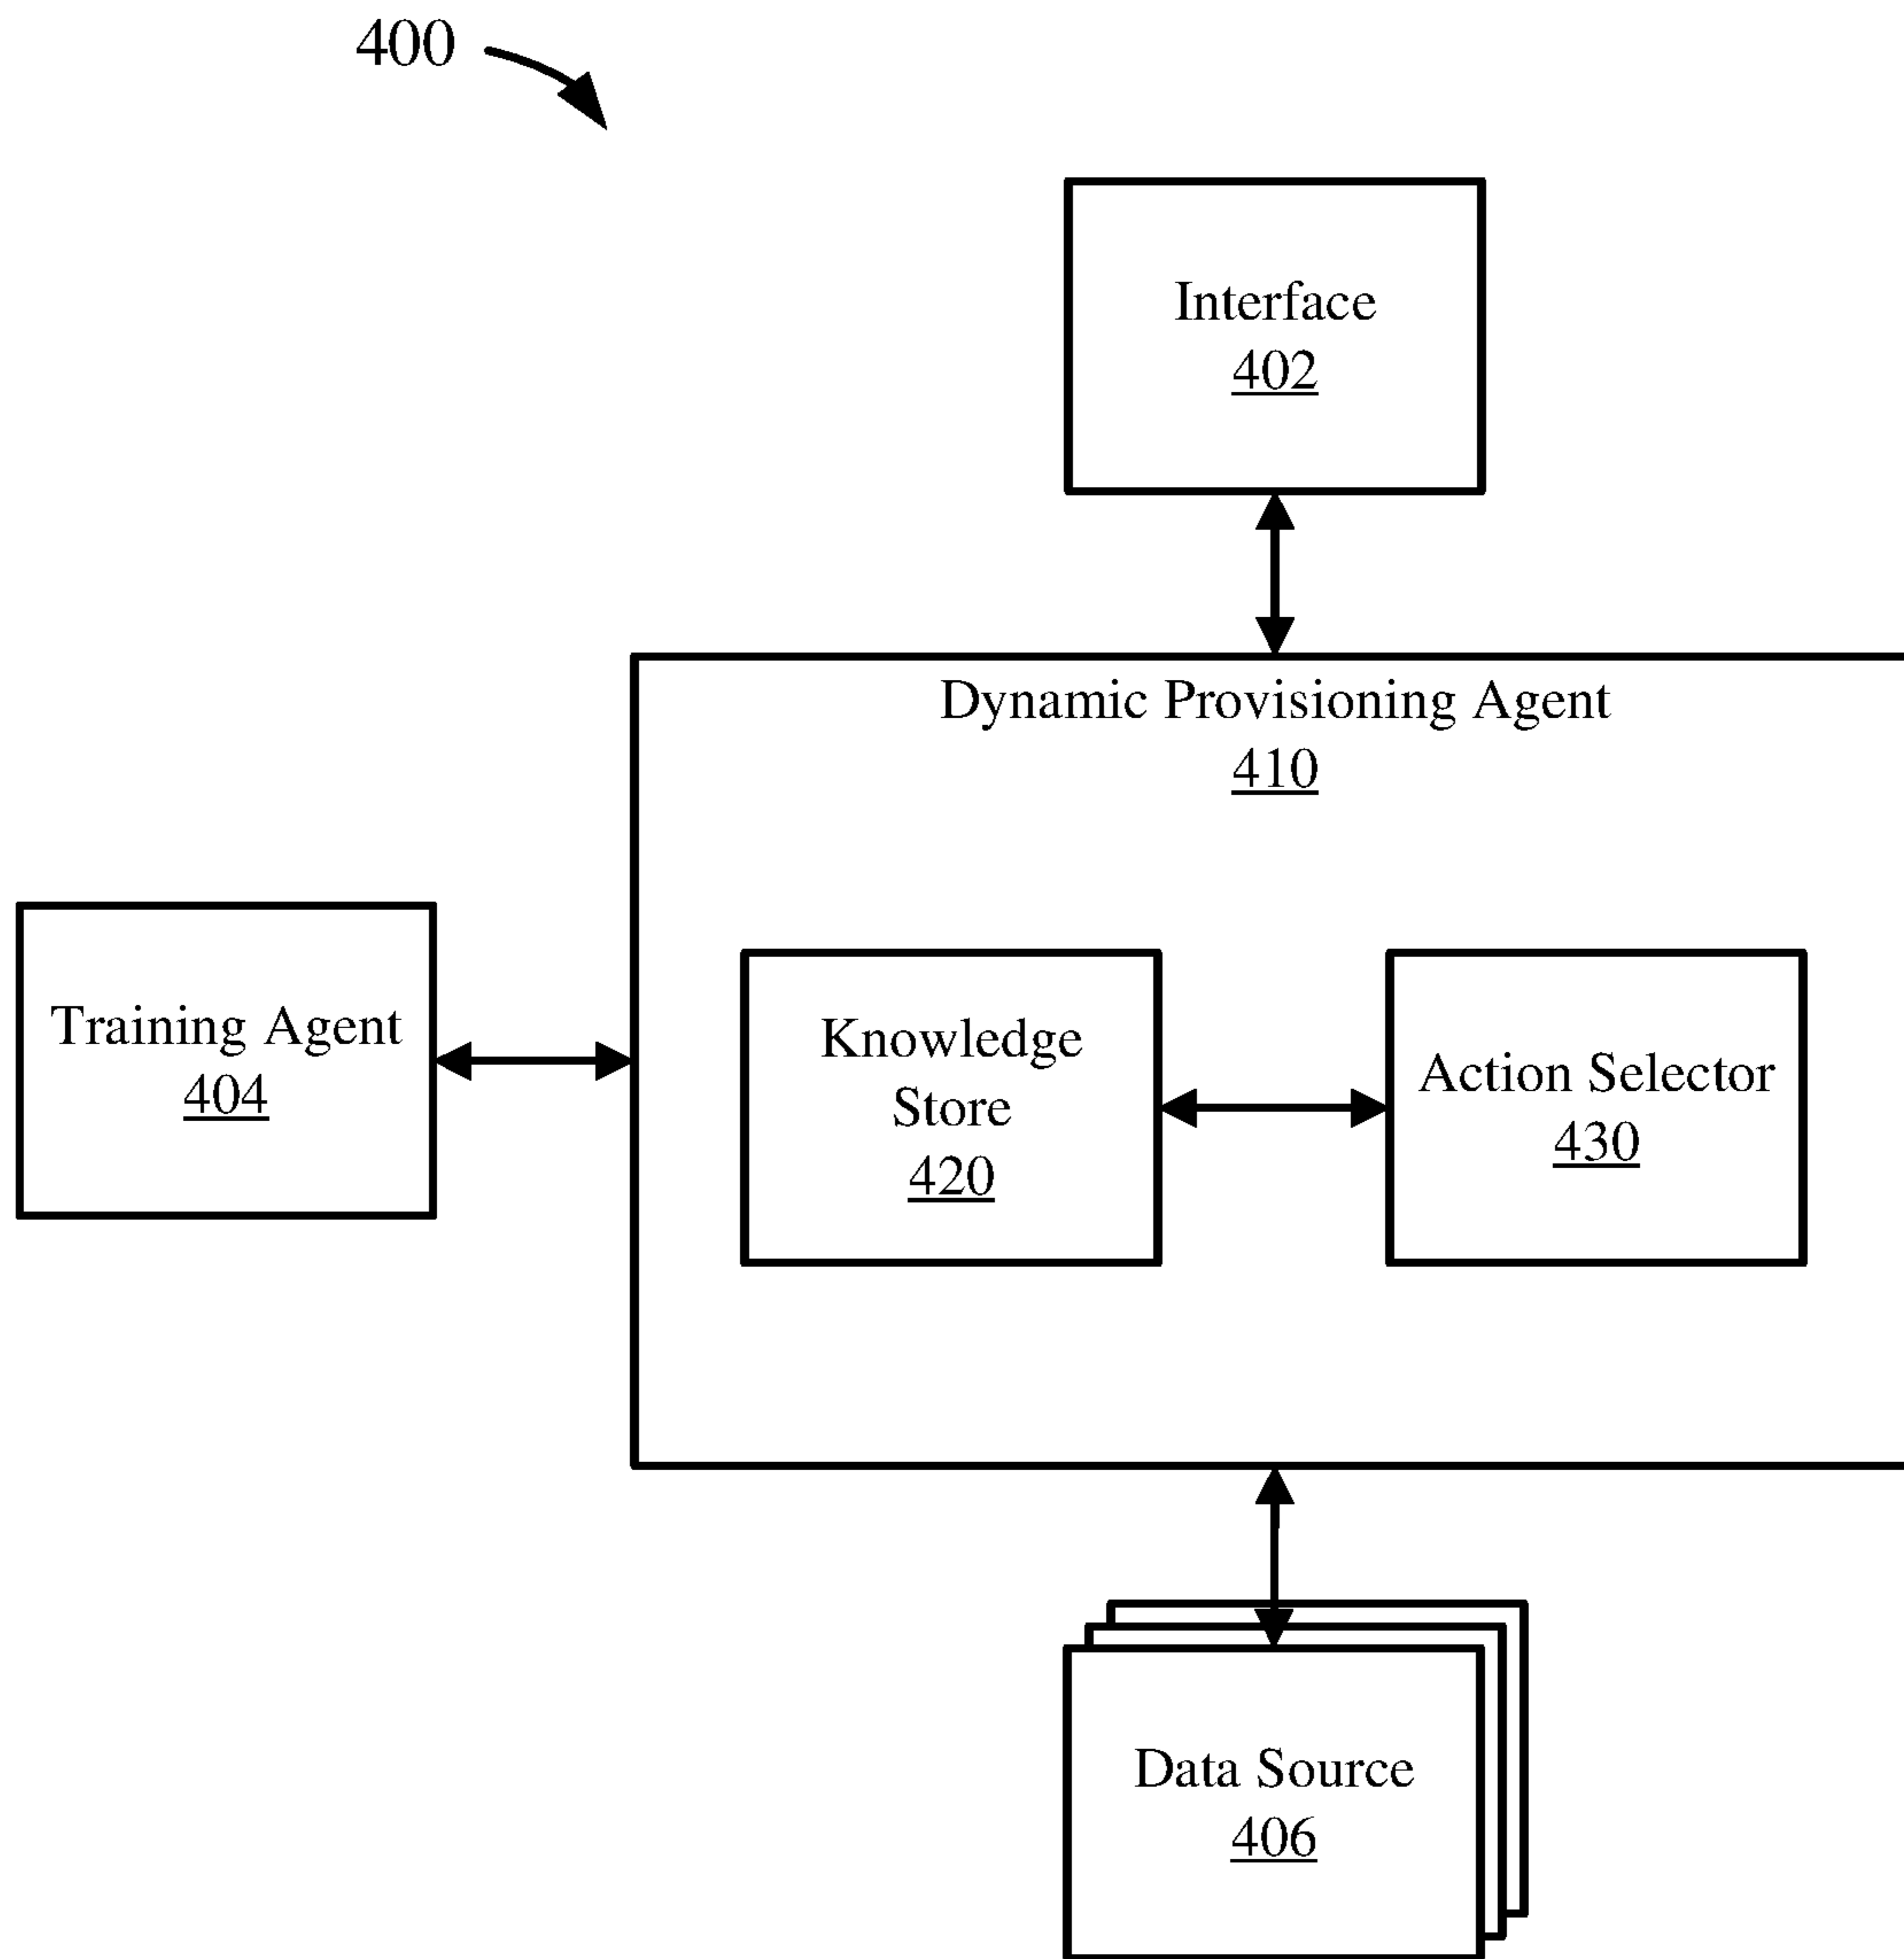 400
Interface
402
Dynamic Provisioning Agent
410
Training Agent
404
Knowledge
Store
420
Action Selector
430
Data Source
406